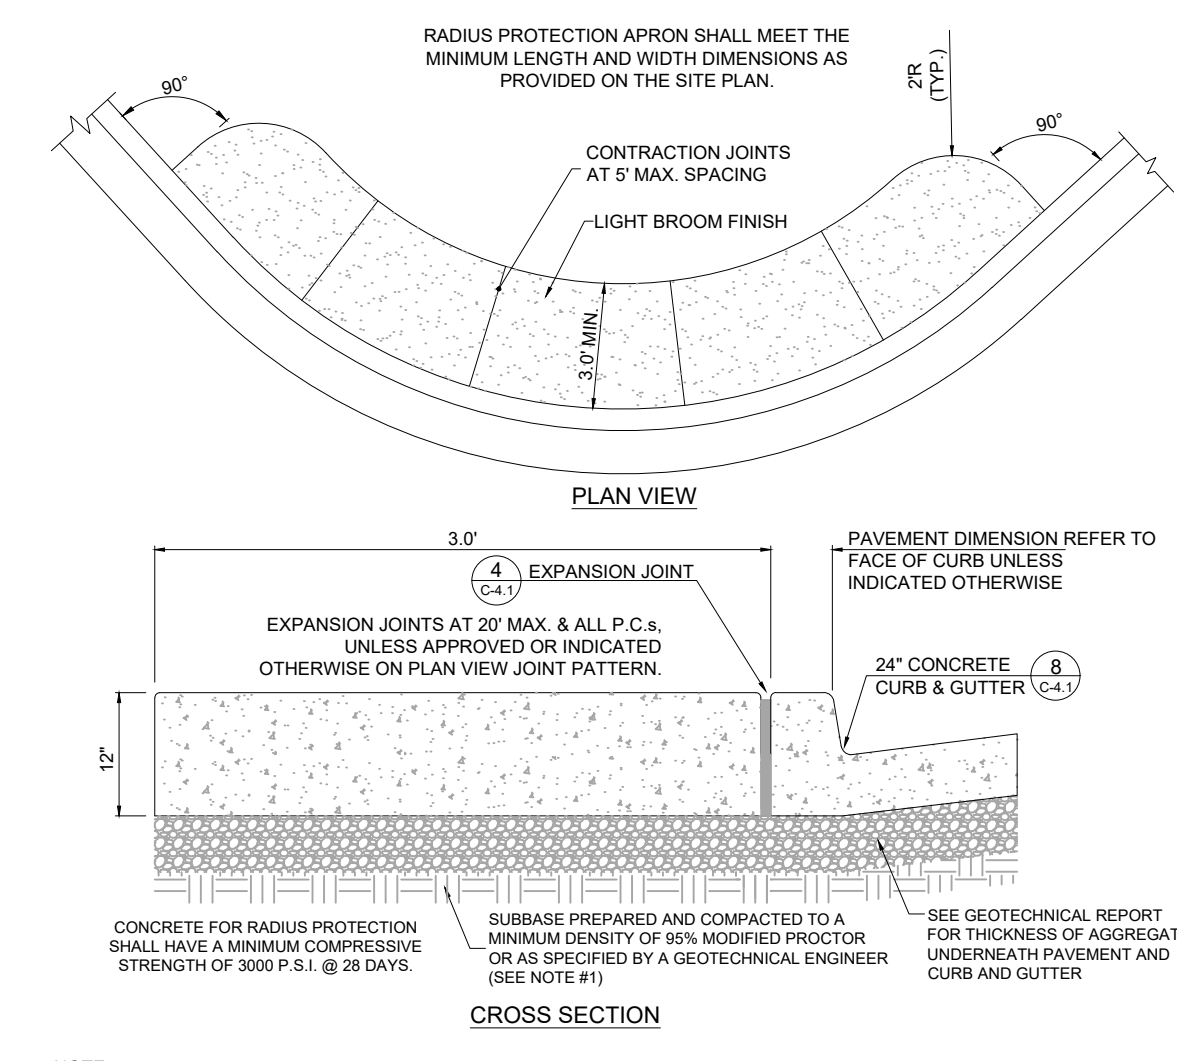 RADIUS PROTECTION APRON SHALL MEET THE
MINIMUM LENGTH AND WIDTH DIMENSIONS AS
PROVIDED ON THE SITE PLAN.
90°
2'R
(TYP.)
90°
CONTRACTION JOINTS
AT 5' MAX. SPACING
LIGHT BROOM FINISH
3.0' MIN.
PLAN VIEW
3.0'
PAVEMENT DIMENSION REFER TO
FACE OF CURB UNLESS
INDICATED OTHERWISE
4
C-4.1
EXPANSION JOINT
EXPANSION JOINTS AT 20' MAX. & ALL P.C.s,
UNLESS APPROVED OR INDICATED
OTHERWISE ON PLAN VIEW JOINT PATTERN.
24" CONCRETE
CURB & GUTTER
8
C-4.1
12"
CONCRETE FOR RADIUS PROTECTION
SHALL HAVE A MINIMUM COMPRESSIVE
STRENGTH OF 3000 P.S.I. @ 28 DAYS.
SUBBASE PREPARED AND COMPACTED TO A
MINIMUM DENSITY OF 95% MODIFIED PROCTOR
OR AS SPECIFIED BY A GEOTECHNICAL ENGINEER
(SEE NOTE #1)
SEE GEOTECHNICAL REPORT
FOR THICKNESS OF AGGREGAT
UNDERNEATH PAVEMENT AND
CURB AND GUTTER
CROSS SECTION